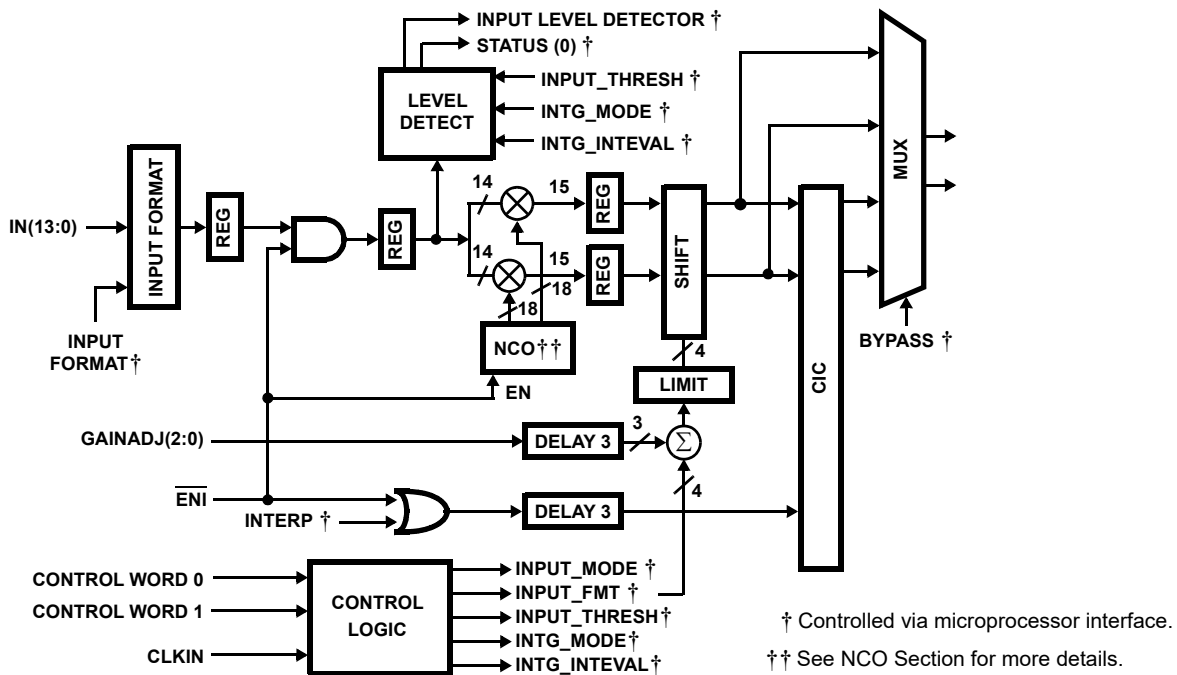 INPUT LEVEL DETECTOR †
STATUS (0) †
LEVEL
DETECT
INPUT_THRESH †
INTG_MODE †
INTG_INTEVAL †
IN(13:0)
INPUT FORMAT
REG
REG
14
15
REG
14
15
REG
18
18
SHIFT
MUX
INPUT
FORMAT†
NCO††
EN
4
LIMIT
BYPASS †
CIC
GAINADJ(2:0)
DELAY 3
3
Σ
4
ENI
INTERP †
DELAY 3
CONTROL WORD 0
CONTROL WORD 1
CLKIN
CONTROL
LOGIC
INPUT_MODE †
INPUT_FMT †
INPUT_THRESH†
INTG_MODE†
INTG_INTEVAL†
† Controlled via microprocessor interface.
†† See NCO Section for more details.